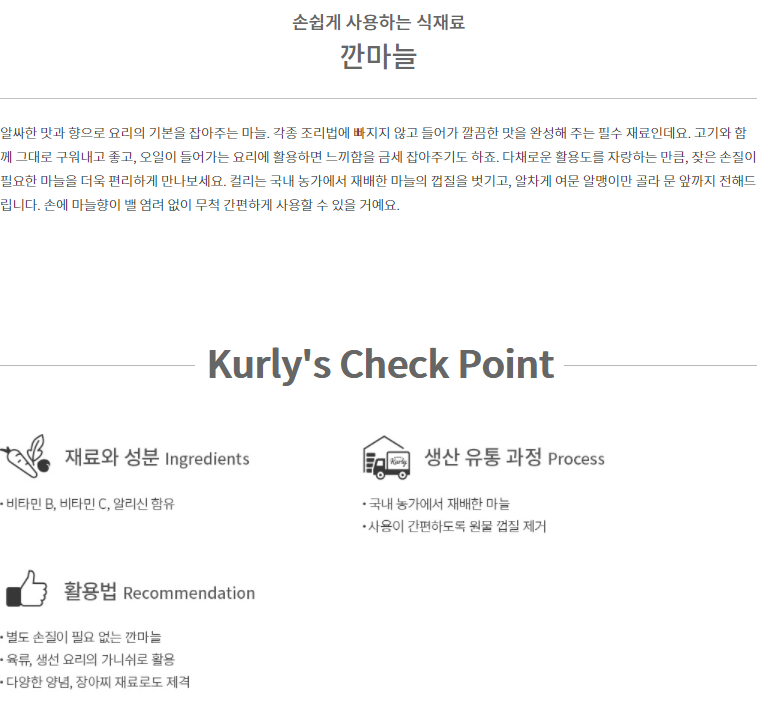 손쉽게 사용하는 식재료
깐마늘
알싸한 맛과 향으로 요리의 기본을 잡아주는 마늘. 각종 조리법에 빠지지 않고 들어가 깔끔한 맛을 완성해 주는 필수 재료인데요. 고기와 함
께 그대로 구워내고 좋고, 오일이 들어가는 요리에 활용하면 느끼함을 금세 잡아주기도 하죠. 다채로운 활용도를 자랑하는 만큼, 잦은 손질이
필요한 마늘을 더욱 편리하게 만나보세요. 컬리는 국내 농가에서 재배한 마늘의 껍질을 벗기고, 알차게 여문 알맹이만 골라 문 앞까지 전해드
립니다. 손에 마늘향이 밸 염려 없이 무척 간편하게 사용할 수 있을 거예요.
Kurly's Check Point
재료와 성분 Ingredients
• 비타민 B, 비타민 C, 알리신 함유
Kurly
생산 유통 과정 Process
• 국내 농가에서 재배한 마늘
• 사용이 간편하도록 원물 껍질 제거
활용법 Recommendation
• 별도 손질이 필요 없는 깐마늘
• 육류, 생선 요리의 가니쉬로 활용
• 다양한 양념, 장아찌 재료로도 제격